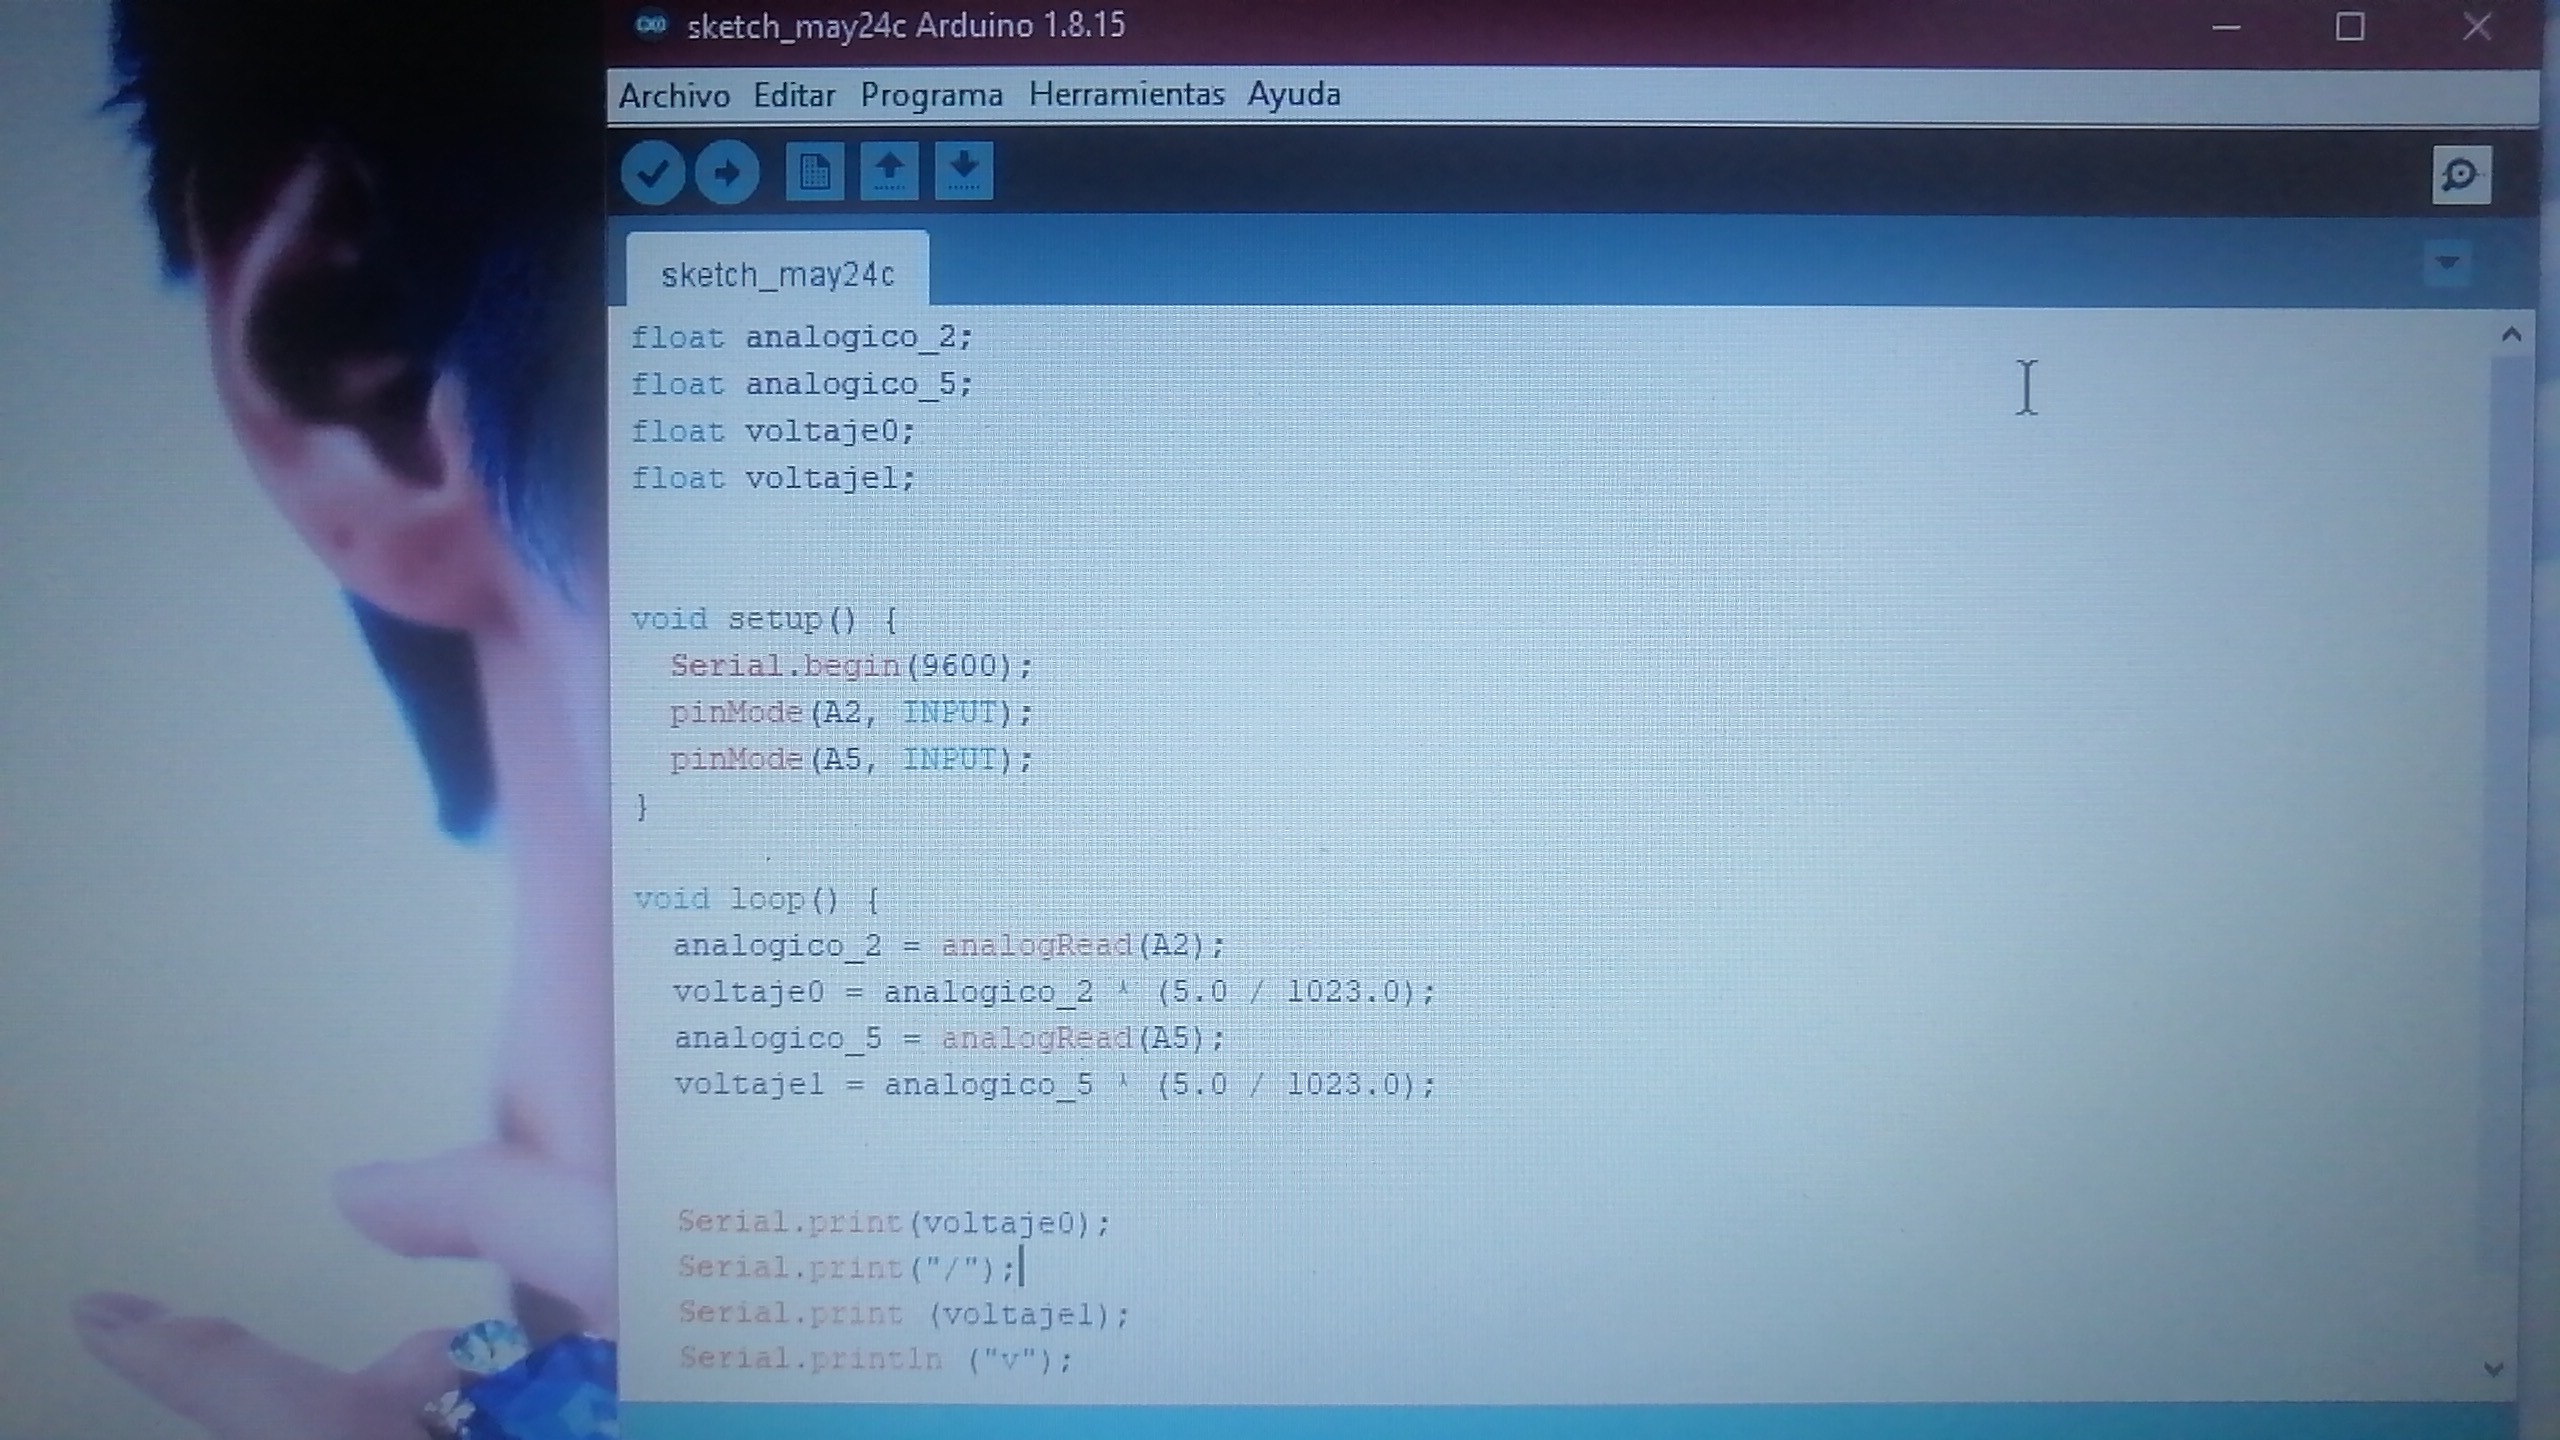 sketch_may24c Arduino 1.8.15
Archivo Editar Programa Herramientas Ayuda
sketch_may24c
float analogico_2;
float analogico_5;
float voltaje0;
float voltaje1;
void setup() {
Serial.begin(9600);
pinMode(A2, INPUT);
pinMode(A5, INPUT);
}
void loop() {
analogico_2 = analogRead(A2);
voltaje0 = analogico_2 * (5.0 / 1023.0);
analogico_5 = analogRead(A5);
voltaje1 = analogico_5 * (5.0 / 1023.0);
Serial.print(voltaje0);
Serial.print("/");
Serial.print (voltaje1);
Serial.println ("v");